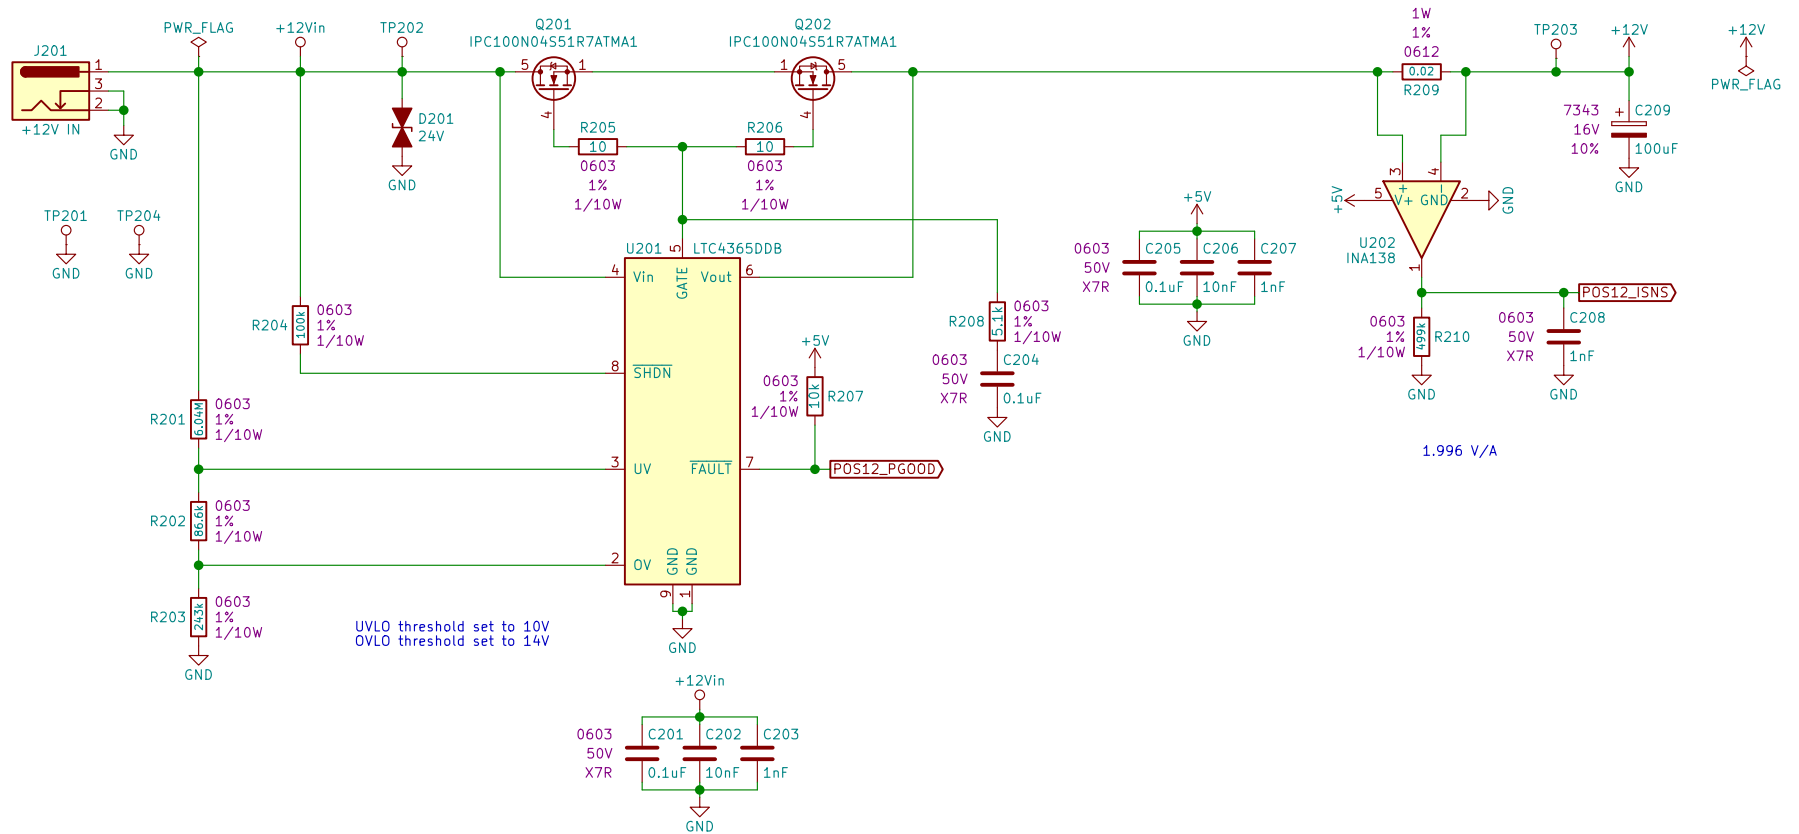 J201
1
3
2
+12V IN
GND
PWR_FLAG
+12Vin
TP202
D201
24V
GND
TP201
GND
TP204
GND
Q201
IPC100N04S51R7ATMA1
5
1
4
Q202
IPC100N04S51R7ATMA1
1
5
4
R205
10
0603
1%
1/10W
R206
10
0603
1%
1/10W
U201
LTC4365DDB
5
GATE
4
Vin
Vout
6
8
SHDN
3
UV
FAULT
7
2
OV
GND
GND
9
1
GND
R204
100k
0603
1%
1/10W
R201
6.04M
0603
1%
1/10W
R202
86.6k
0603
1%
1/10W
R203
243k
0603
1%
1/10W
GND
UVLO threshold set to 10V
OVLO threshold set to 14V
+5V
0603
1%
1/10W
10k
R207
POS12_PGOOD
R208
5.1k
0603
1%
1/10W
0603
50V
X7R
C204
0.1uF
GND
+12Vin
0603
50V
X7R
C201
0.1uF
C202
10nF
C203
1nF
GND
+5V
0603
50V
X7R
C205
0.1uF
C206
10nF
C207
1nF
GND
1W
1%
0612
0.02
R209
TP203
+12V
+12V
PWR_FLAG
7343
16V
10%
+
C209
100uF
GND
3
4
+
-
+5V
5
V+
GND
2
GND
U202
INA138
1
POS12_ISNS
0603
1%
1/10W
499k
R210
GND
0603
50V
X7R
C208
1nF
GND
1.996 V/A